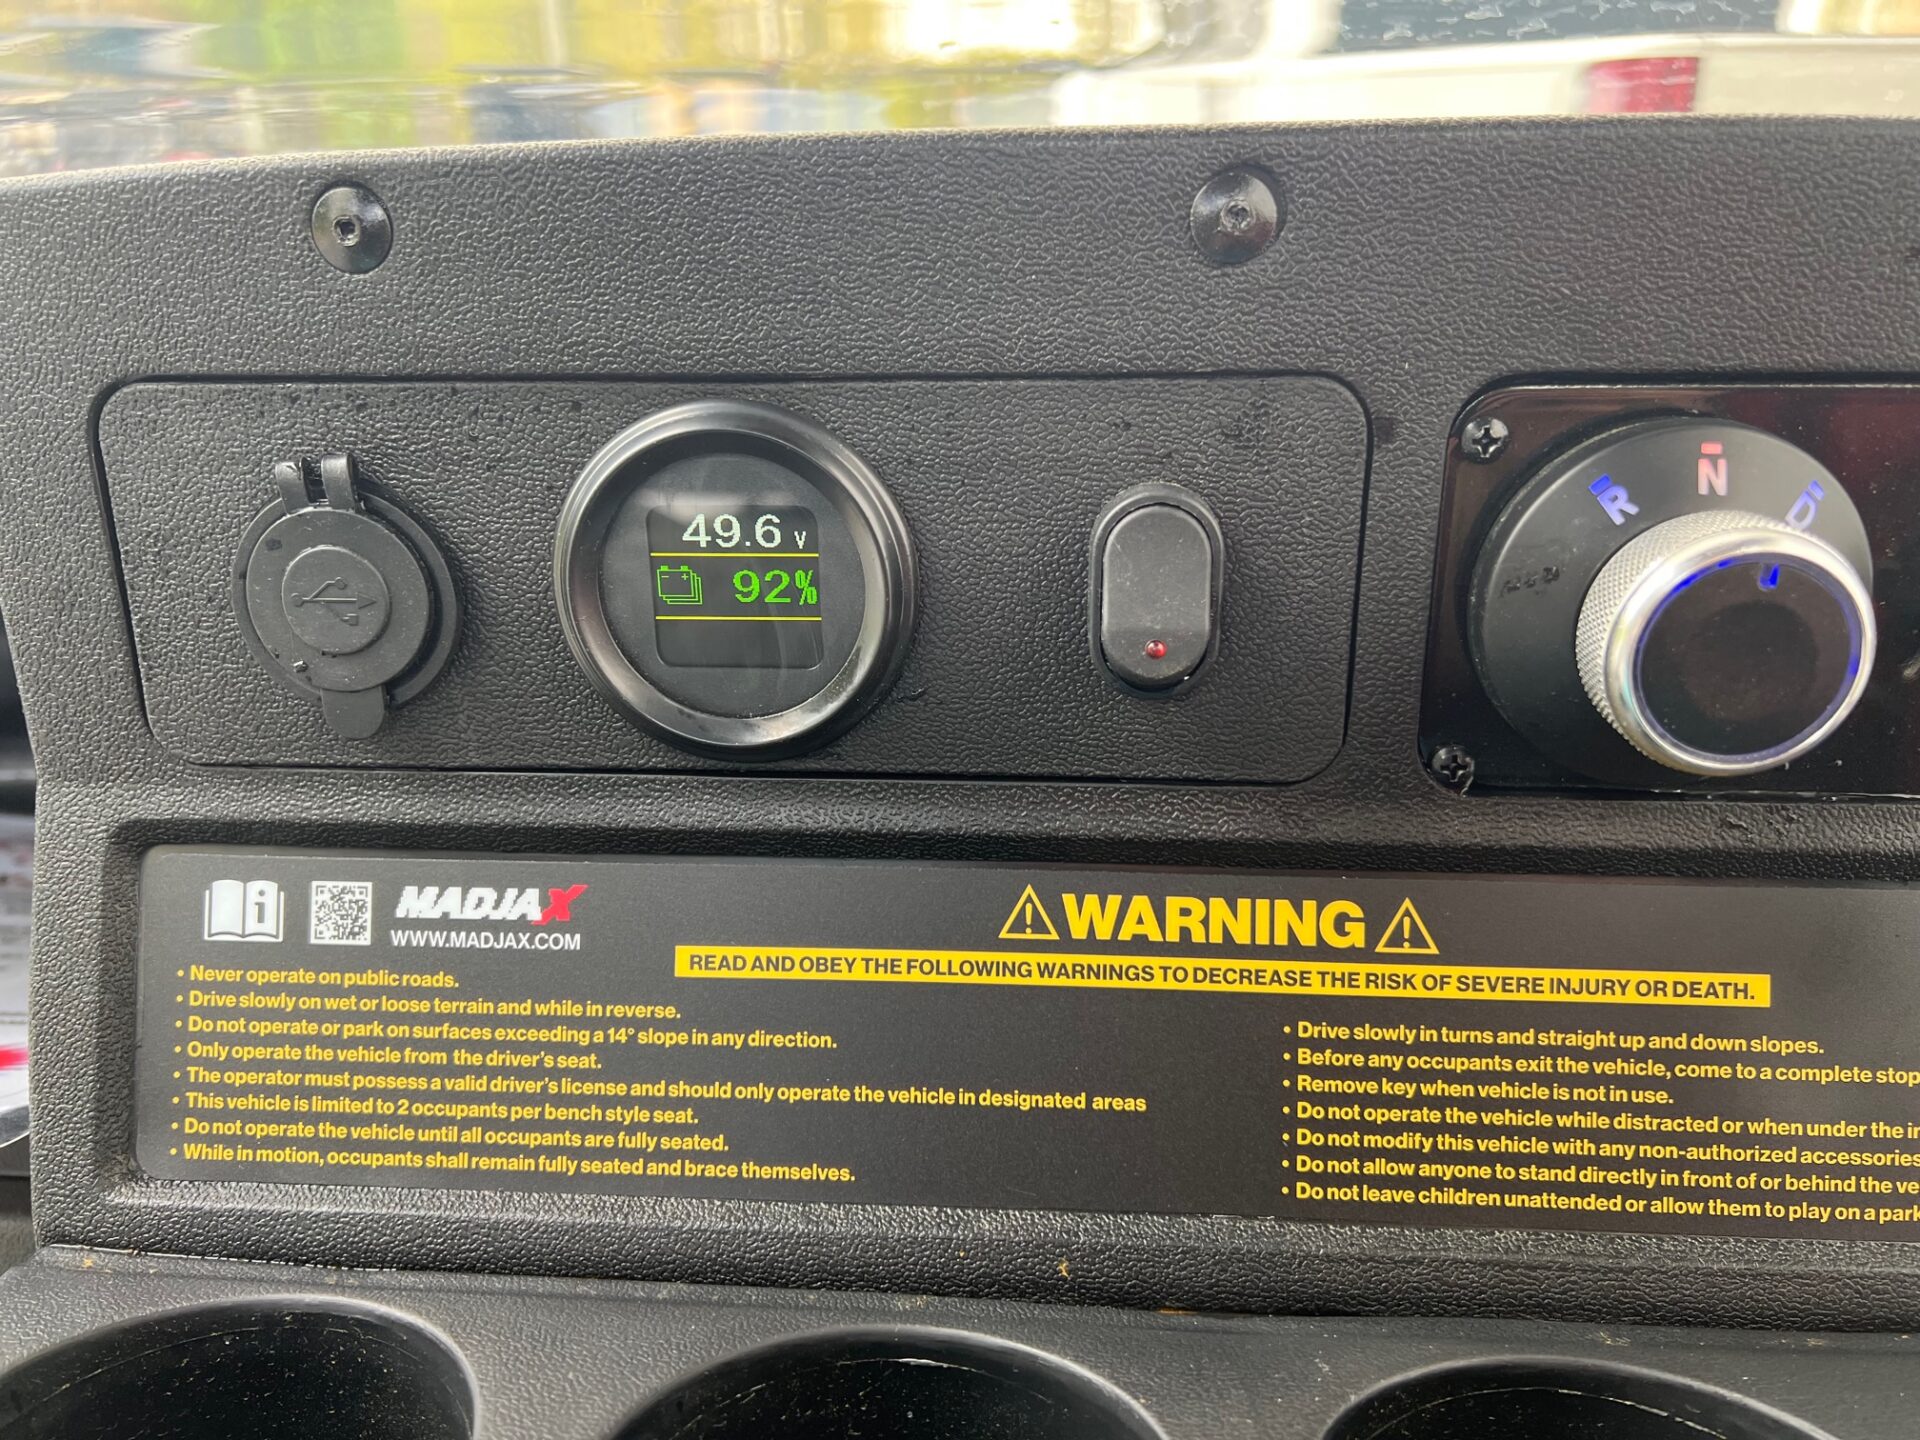 49.6 V
92%
R N D
MADJAX
WWW.MADJAX.COM
WARNING
READ AND OBEY THE FOLLOWING WARNINGS TO DECREASE THE RISK OF SEVERE INJURY OR DEATH.
• Never operate on public roads.
• Drive slowly on wet or loose terrain and while in reverse.
• Do not operate or park on surfaces exceeding a 14° slope in any direction.
• Only operate the vehicle from the driver's seat.
• The operator must possess a valid driver's license and should only operate the vehicle in designated areas
• This vehicle is limited to 2 occupants per bench style seat.
• Do not operate the vehicle until all occupants are fully seated.
• While in motion, occupants shall remain fully seated and brace themselves.
• Drive slowly in turns and straight up and down slopes.
• Before any occupants exit the vehicle, come to a complete stop
• Remove key when vehicle is not in use.
• Do not operate the vehicle while distracted or when under the
• Do not modify this vehicle with any non-authorized accessories
• Do not allow anyone to stand directly in front of or behind the
• Do not leave children unattended or allow them to play on a